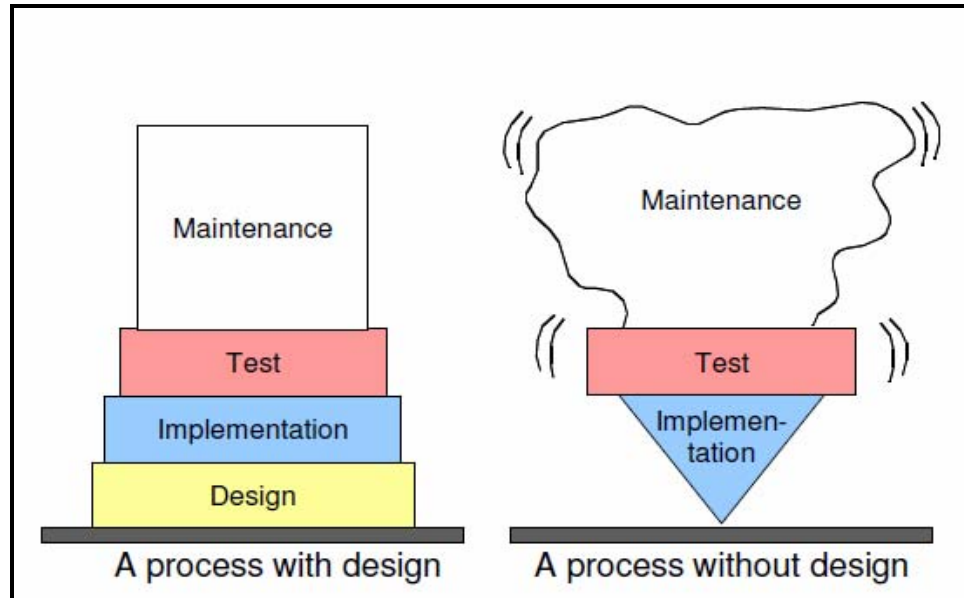 Maintenance
Test
Implementation
Design
A process with design
Maintenance
Test
Implemen-
tation
A process without design